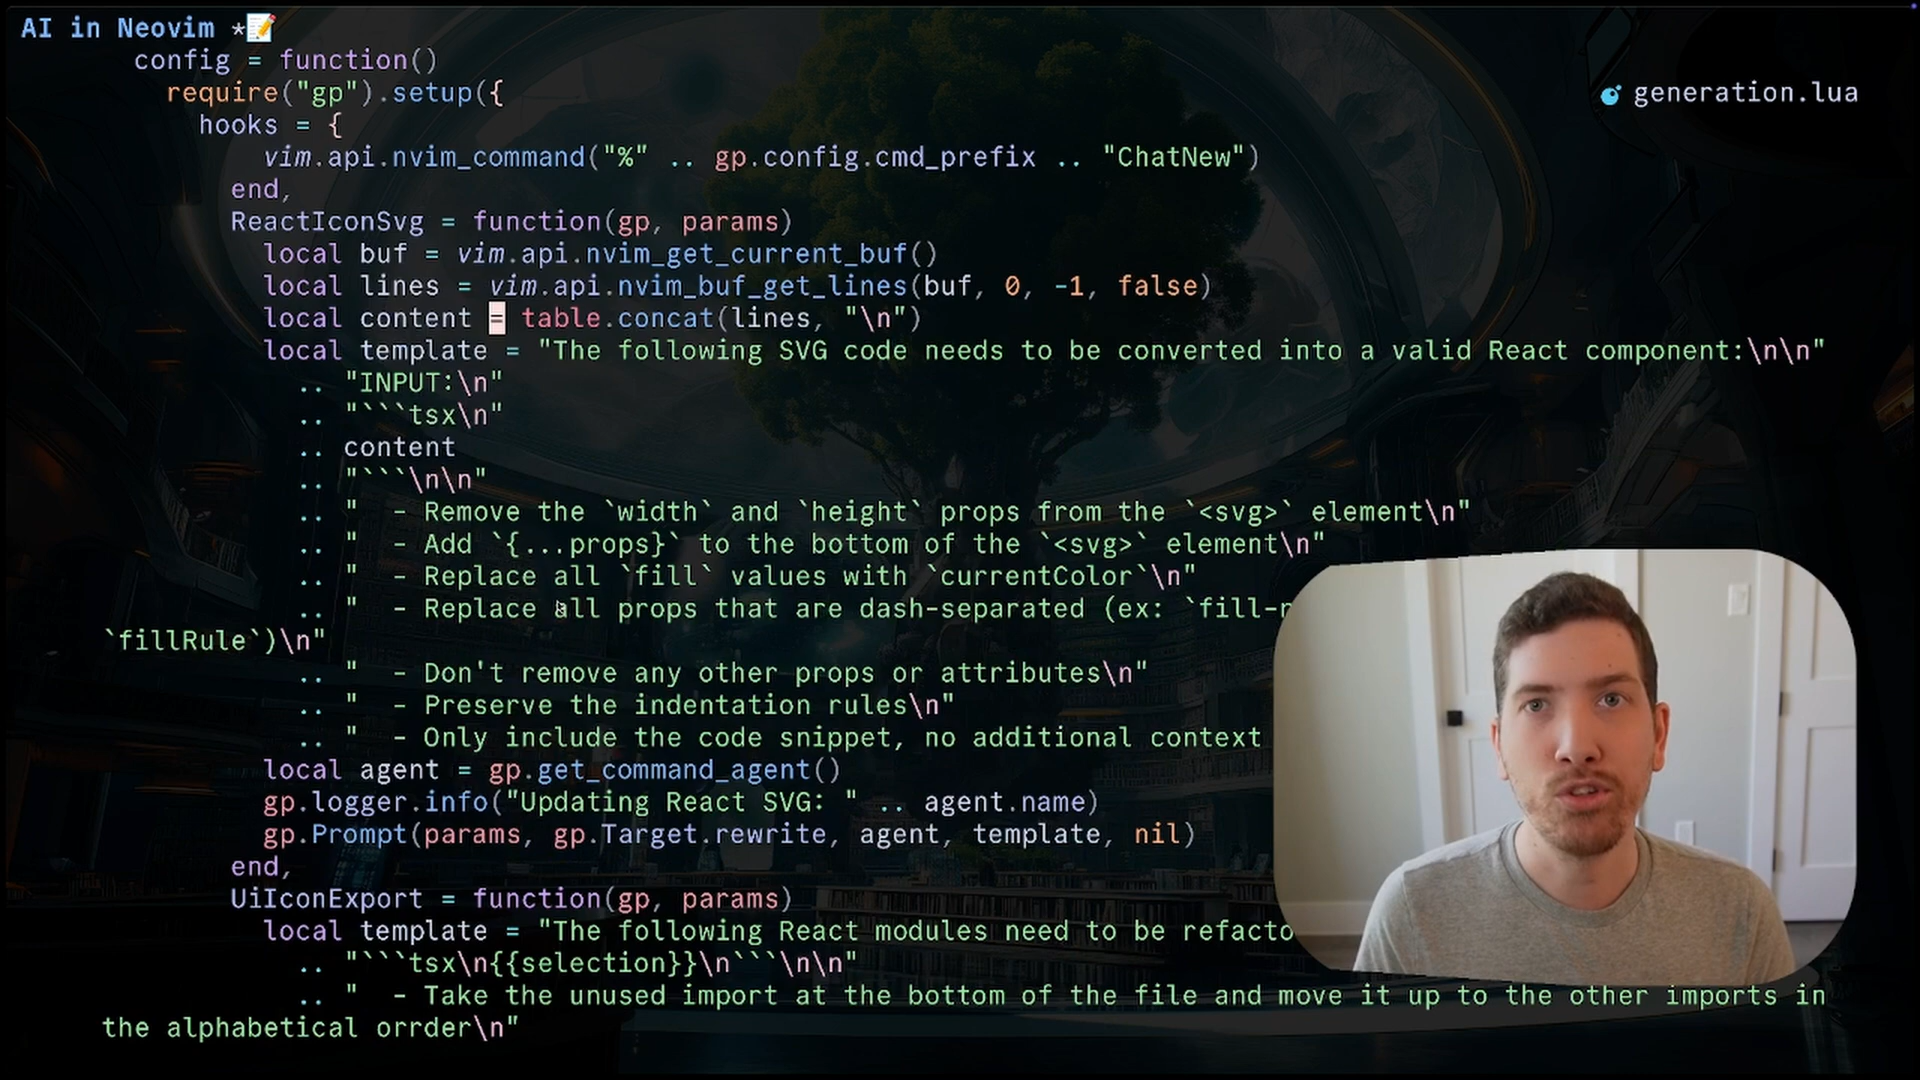 AI in Neovim *📝
config = function()
require("gp").setup({
generation.lua
hooks = {
vim.api.nvim_command("%" .. gp.config.cmd_prefix .. "ChatNew")
end,
ReactIconSvg = function(gp, params)
local buf = vim.api.nvim_get_current_buf()
local lines = vim.api.nvim_buf_get_lines(buf, 0, -1, false)
local content = table.concat(lines, "\n")
local template = "The following SVG code needs to be converted into a valid React component:\n\n"
.. "INPUT:\n"
.. "```tsx\n"
.. content
.. "```\n\n"
.. "  - Remove the `width` and `height` props from the `<svg>` element\n"
.. "  - Add `{...props}` to the bottom of the `<svg>` element\n"
.. "  - Replace all `fill` values with `currentColor`\n"
.. "  - Replace all props that are dash-separated (ex: `fill-
`fillRule`)\n"
.. "  - Don't remove any other props or attributes\n"
.. "  - Preserve the indentation rules\n"
.. "  - Only include the code snippet, no additional context
local agent = gp.get_command_agent()
gp.logger.info("Updating React SVG: " .. agent.name)
gp.Prompt(params, gp.Target.rewrite, agent, template, nil)
end,
UiIconExport = function(gp, params)
local template = "The following React modules need to be refacto
.. "```tsx\n{{selection}}\n```\n\n"
.. "  - Take the unused import at the bottom of the file and move it up to the other imports in
the alphabetical orrder\n"